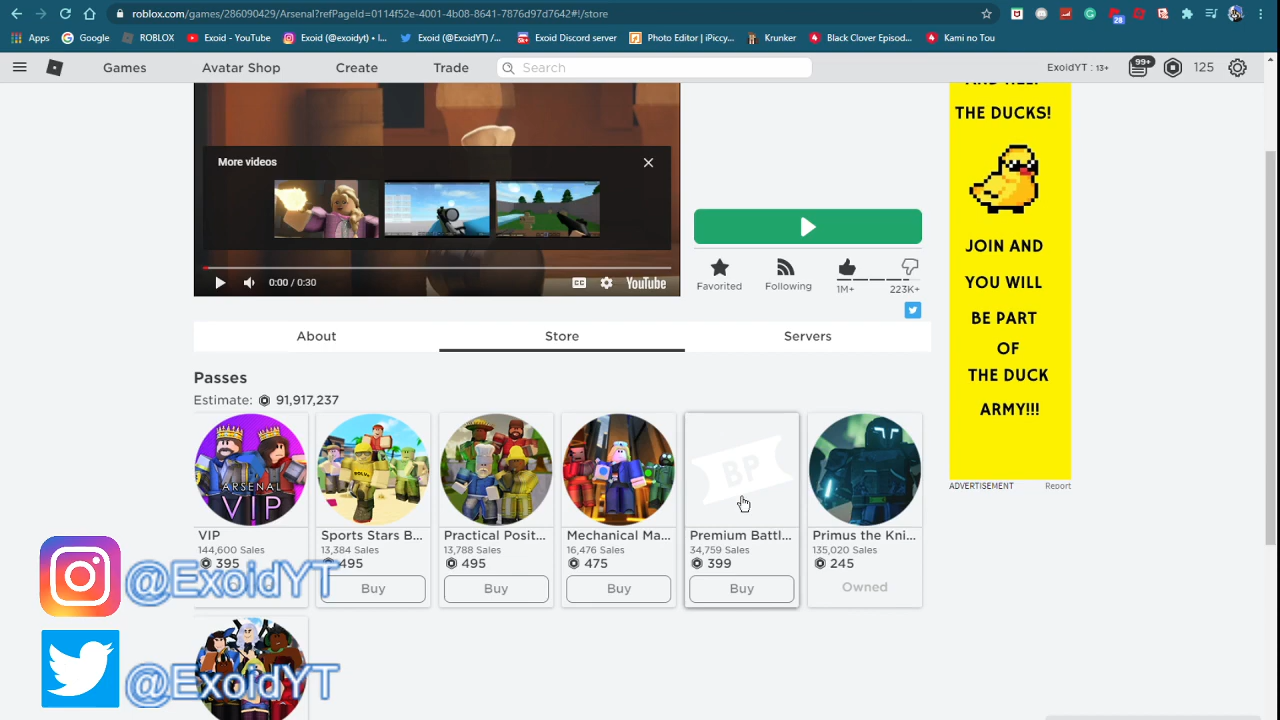 roblox.com/games/286090429/Arsenal?refPageId=0114f52e-4001-4b08-8641-7876d97d7642#!/store
28
Apps Google ROBLOX Exoid - YouTube Exoid (@exoidyt) • I... Exoid (@ExoidYT) /... Exoid Discord server Photo Editor | iPiccy... Krunker Black Clover Episod... Kami no Tou
Games Avatar Shop Create Trade Search ExoidYT : 13+ 99+ 125
THE DUCKS!
JOIN AND
YOU WILL
BE PART
OF
THE DUCK
ARMY!!!
ADVERTISEMENT Report
More videos
0:00 / 0:30 CC YouTube
Favorited Following 1M+ 223K+
About Store Servers
Passes
Estimate: 91,917,237
ARSENAL
VIP
BP
VIP
144,600 Sales
395
Sports Stars B...
13,384 Sales
495
Buy
Practical Posit...
13,788 Sales
495
Buy
Mechanical Ma...
16,476 Sales
475
Buy
Premium Battl...
34,759 Sales
399
Buy
Primus the Kni...
135,020 Sales
245
Owned
@ExoidYT
@ExoidYT